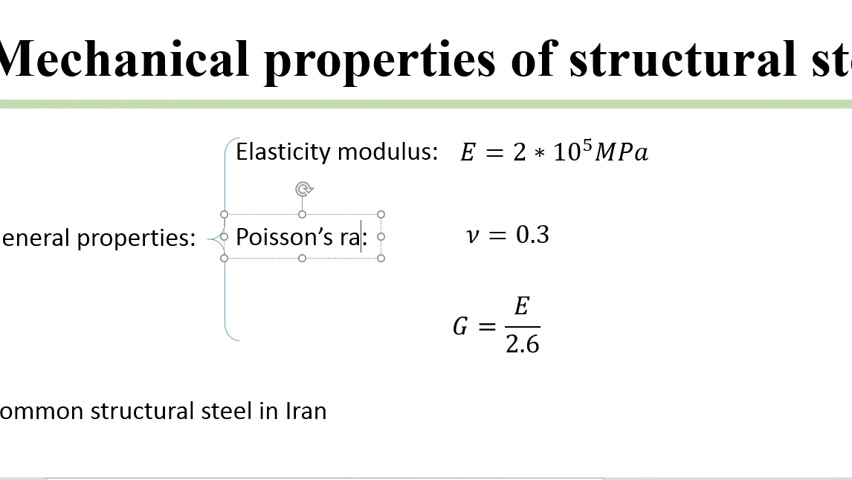 Mechanical properties of structural st
Elasticity modulus: E = 2 * 10⁵MPa
eneral properties: Poisson's ra: ν = 0.3
G = E/2.6
ommon structural steel in Iran